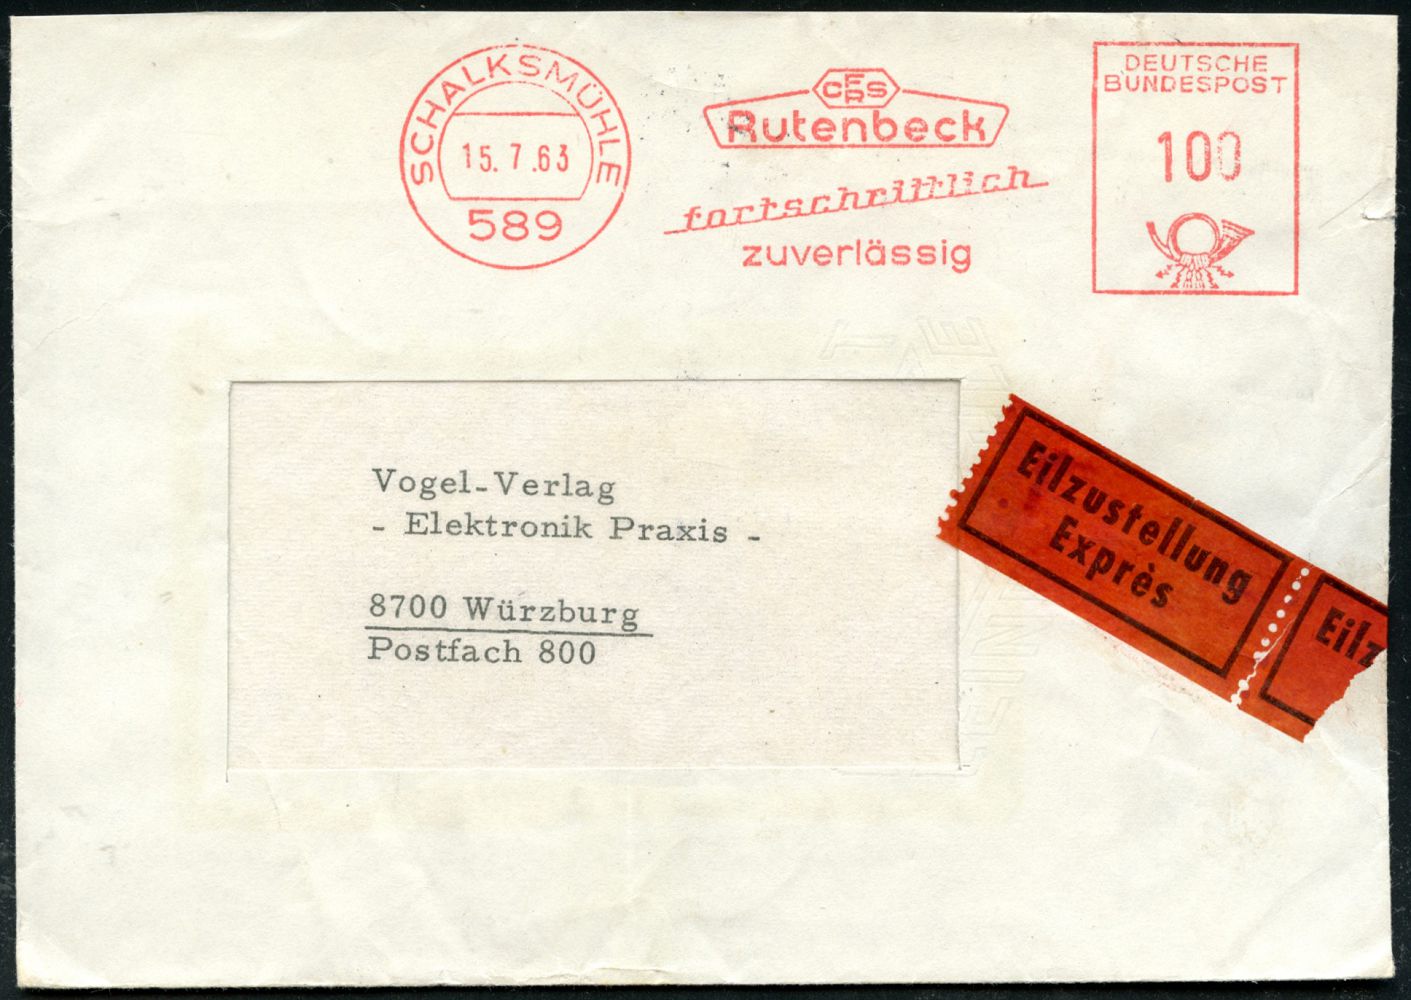 SCHALKSMÜHLE
15. 7 .63
589
CFRS
Rutenbeck
fortschrittlich
zuverlässig
DEUTSCHE
BUNDESPOST
100
Vogel-Verlag
- Elektronik Praxis -
8700 Würzburg
Postfach 800
Eilzustellung
Exprès
Eilz